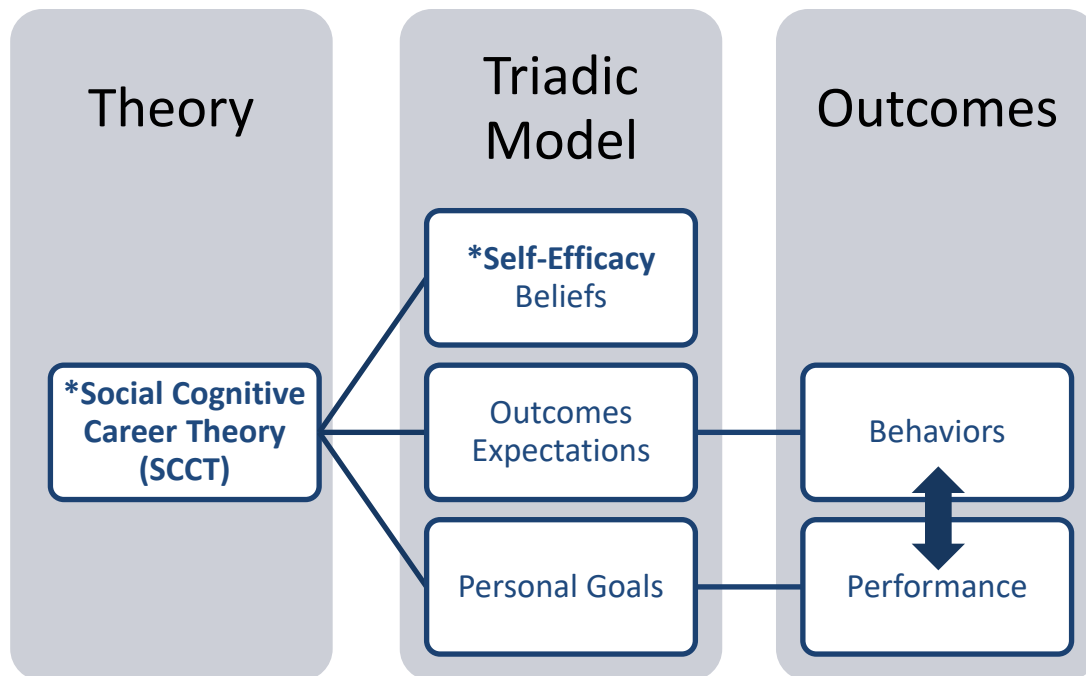 Theory
Triadic
Model
Outcomes
*Self-Efficacy
Beliefs
*Social Cognitive
Career Theory
(SCCT)
Outcomes
Expectations
Behaviors
Personal Goals
Performance